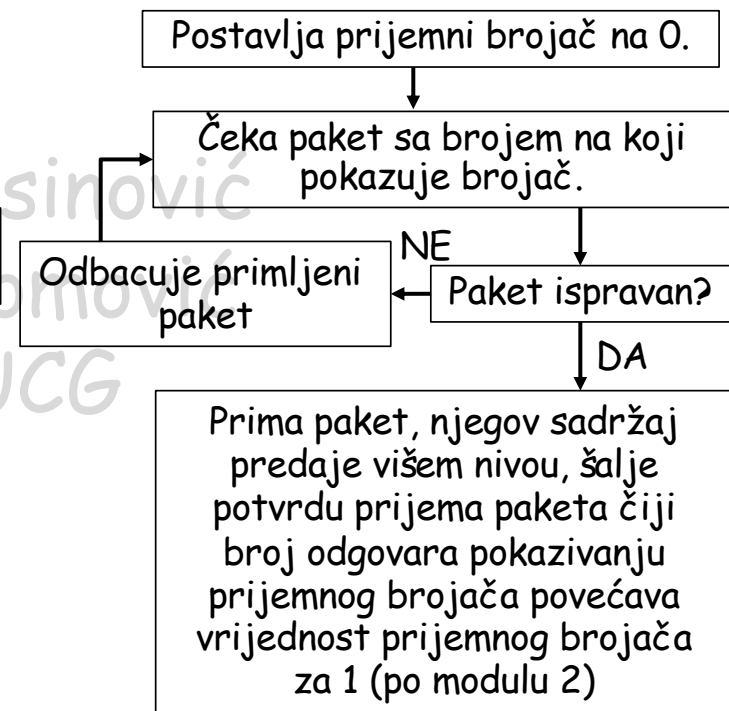 Postavlja prijemni brojač na 0.
Čeka paket sa brojem na koji
pokazuje brojač.
NE
Odbacuje primljeni
paket
Paket ispravan?
DA
Prima paket, njegov sadržaj
predaje višem nivou, šalje
potvrdu prijema paketa čiji
broj odgovara pokazivanju
prijemnog brojača povećava
vrijednost prijemnog brojača
za 1 (po modulu 2)